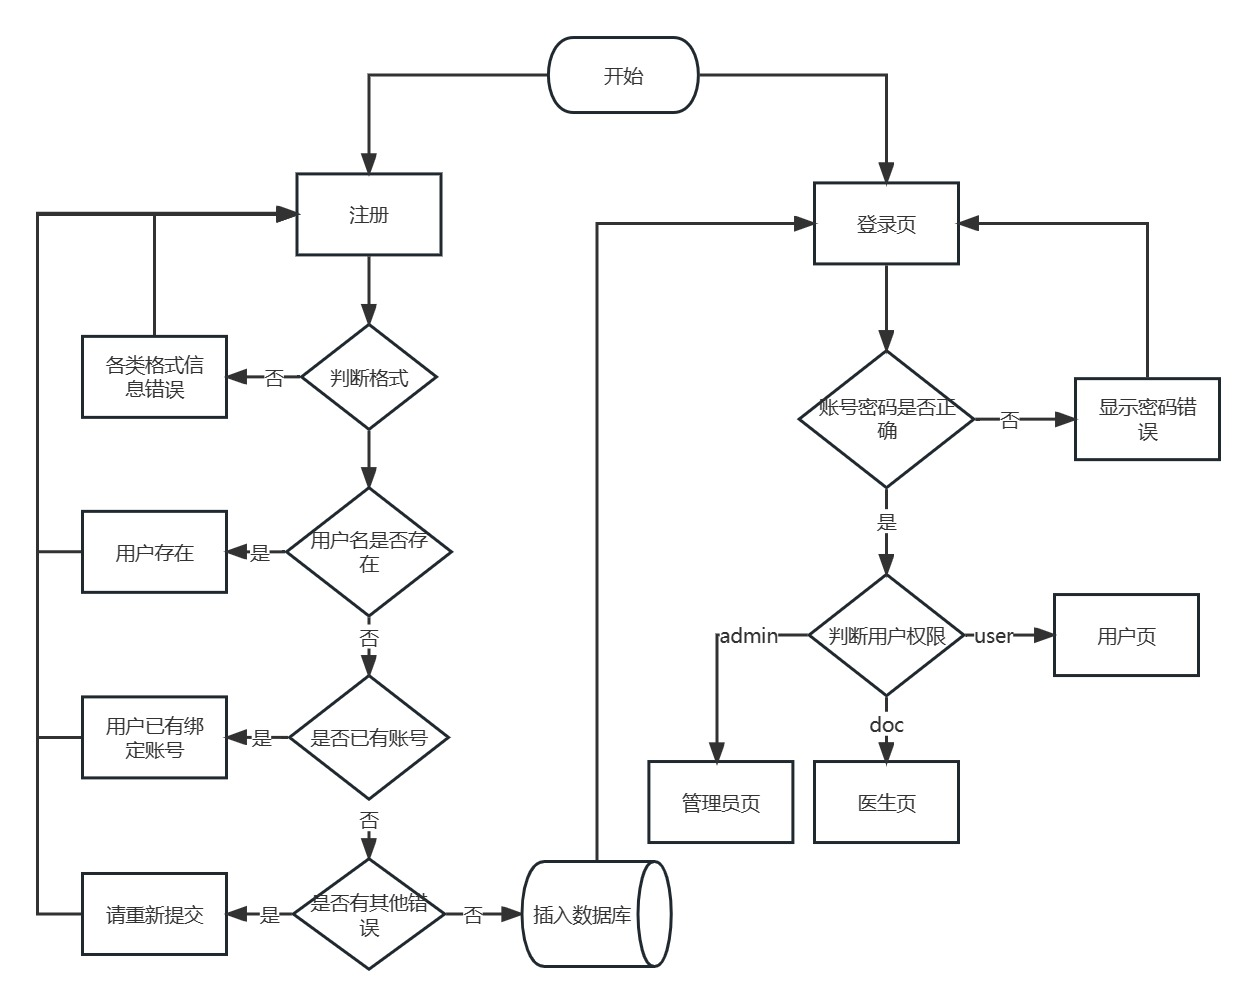 开始
注册
登录页
各类格式信
息错误
否
判断格式
账号密码是否正
确
否
显示密码错
误
是
用户存在
是
用户名是否存
在
否
admin
判断用户权限
user
用户页
doc
用户已有绑
定账号
是
是否已有账号
否
管理员页
医生页
请重新提交
是
是否有其他错
误
否
插入数据库